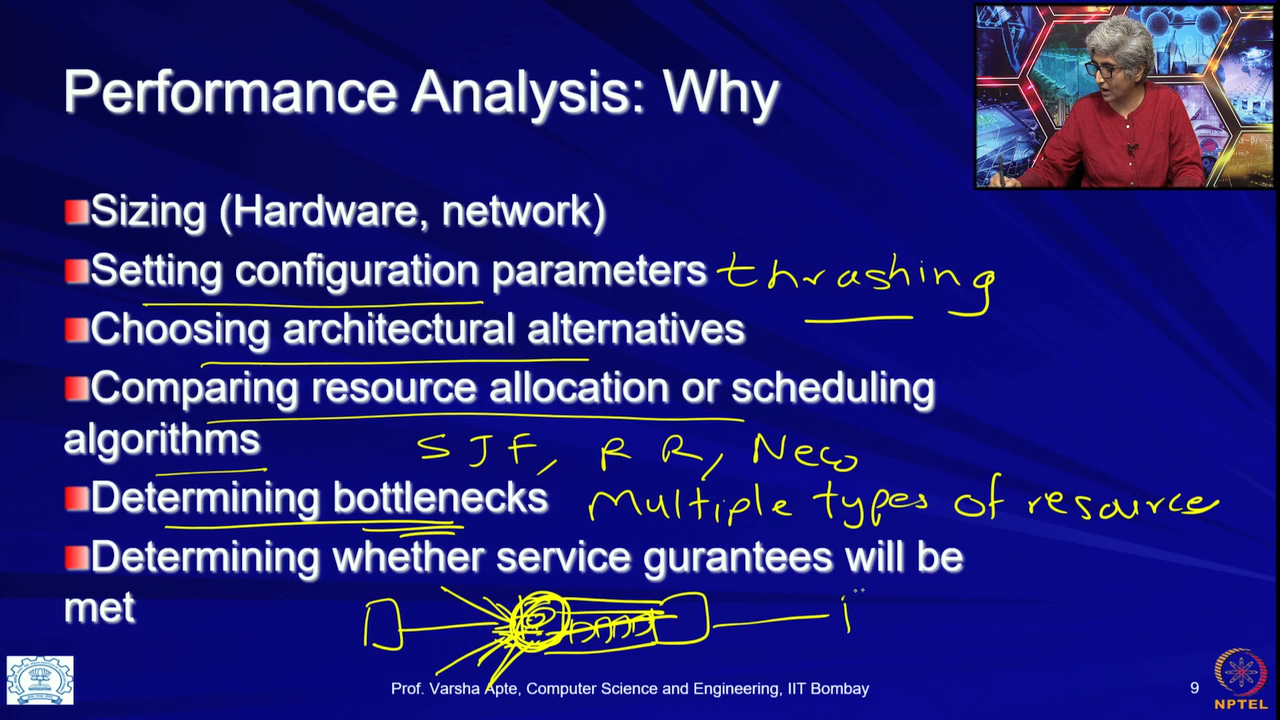 Performance Analysis: Why
Sizing (Hardware, network)
Setting configuration parameters thrashing
Choosing architectural alternatives
Comparing resource allocation or scheduling
algorithms SJF, RR, New
Determining bottlenecks Multiple types of resource
Determining whether service gurantees will be
met
Prof. Varsha Apte, Computer Science and Engineering, IIT Bombay
9
NPTEL